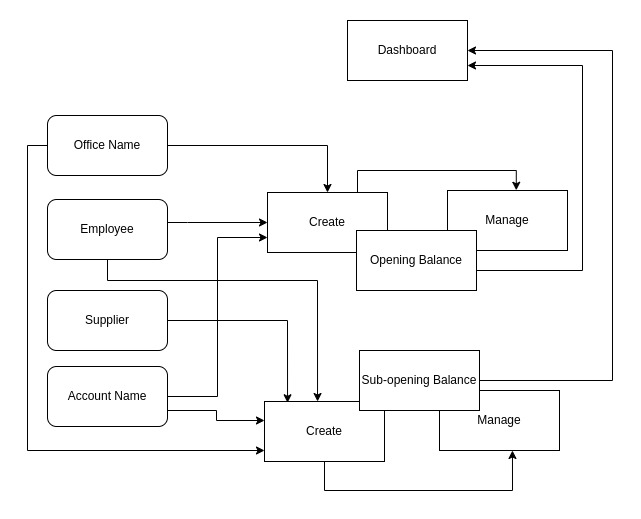 Dashboard
Office Name
Employee
Create
Manage
Opening Balance
Supplier
Account Name
Sub-opening Balance
Create
Manage